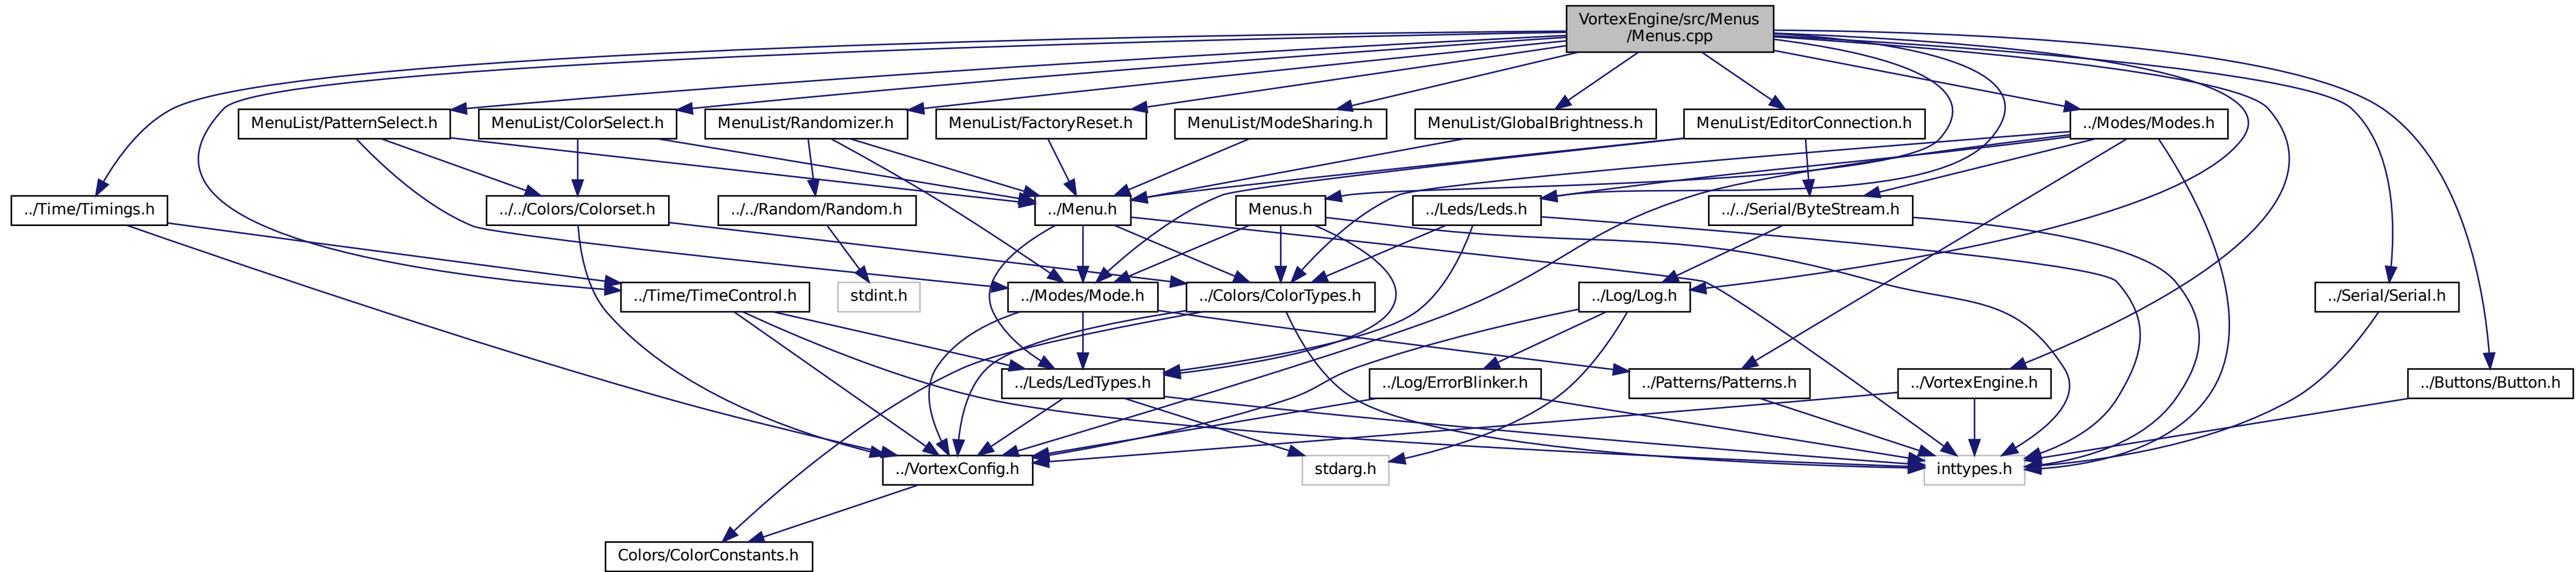 VortexEngine/src/Menus
/Menus.cpp
MenuList/PatternSelect.h
MenuList/ColorSelect.h
MenuList/Randomizer.h
MenuList/FactoryReset.h
MenuList/ModeSharing.h
MenuList/GlobalBrightness.h
MenuList/EditorConnection.h
../Modes/Modes.h
../Time/Timings.h
../../Colors/Colorset.h
../../Random/Random.h
../Menu.h
Menus.h
../Leds/Leds.h
../../Serial/ByteStream.h
../Time/TimeControl.h
stdint.h
../Modes/Mode.h
../Colors/ColorTypes.h
../Log/Log.h
../Serial/Serial.h
../Leds/LedTypes.h
../Log/ErrorBlinker.h
../Patterns/Patterns.h
../VortexEngine.h
../Buttons/Button.h
../VortexConfig.h
stdarg.h
inttypes.h
Colors/ColorConstants.h